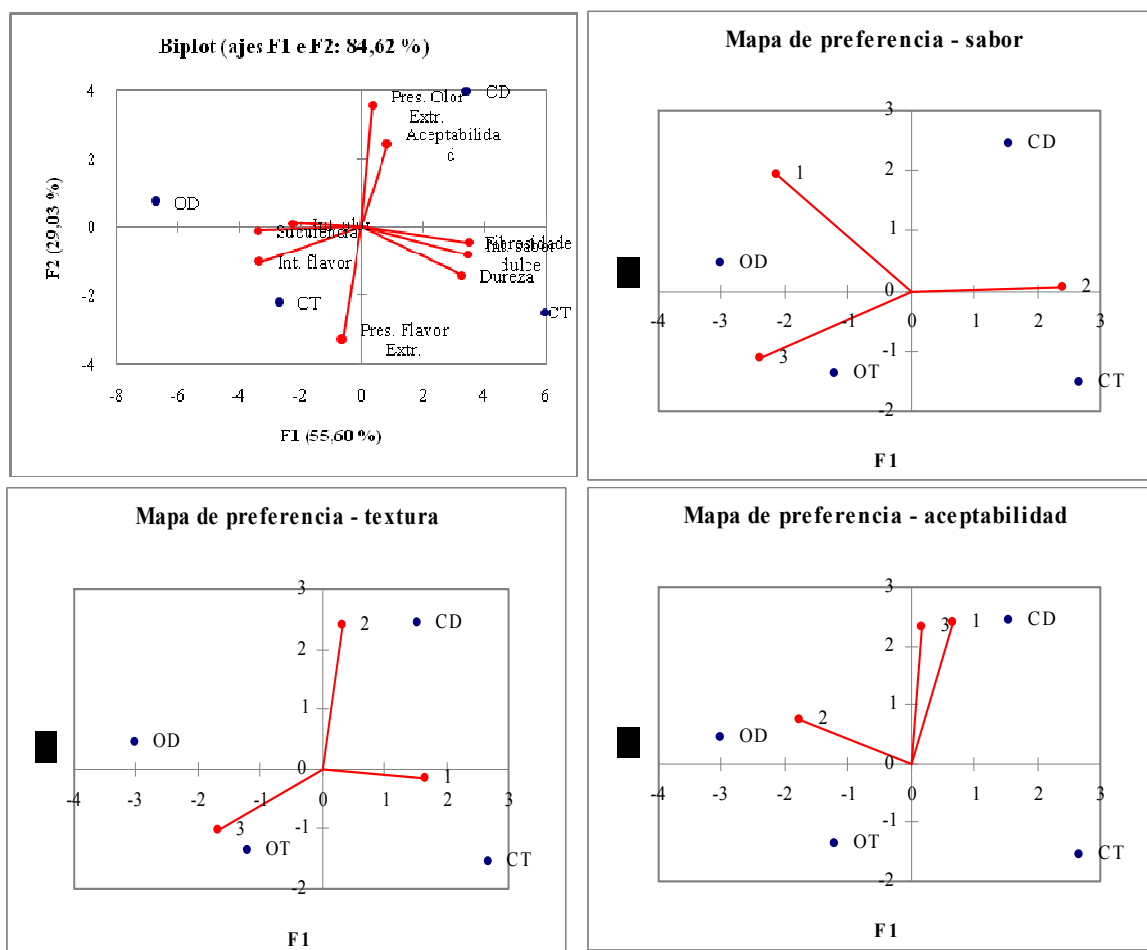 Biplot (ajes F1 e F2: 84,62 %)
4
Pres. Olor
Extr.
CD
Aceptabilida
d
2
OD
0
Suculencia
Fibrosidade
Int. sabor
dulce
Int. flavor
Dureza
-2
CT
CT
Pres. Flavor
Extr.
-4
-8 -6 -4 -2 0 2 4 6
F2 (29,03 %)
F1 (55,60 %)
Mapa de preferencia - sabor
3
CD
2
1
1
OD
0
2
-4 -3 -2 -1 0 1 2 3
3
-1
OT
CT
-2
F1
Mapa de preferencia - textura
3
2
CD
2
1
OD
0
1
-4 -3 -2 -1 0 1 2 3
3
-1
OT
CT
-2
F1
Mapa de preferencia - aceptabilidad
3
3
1
CD
2
1
2
OD
0
-4 -3 -2 -1 0 1 2 3
-1
OT
CT
-2
F1